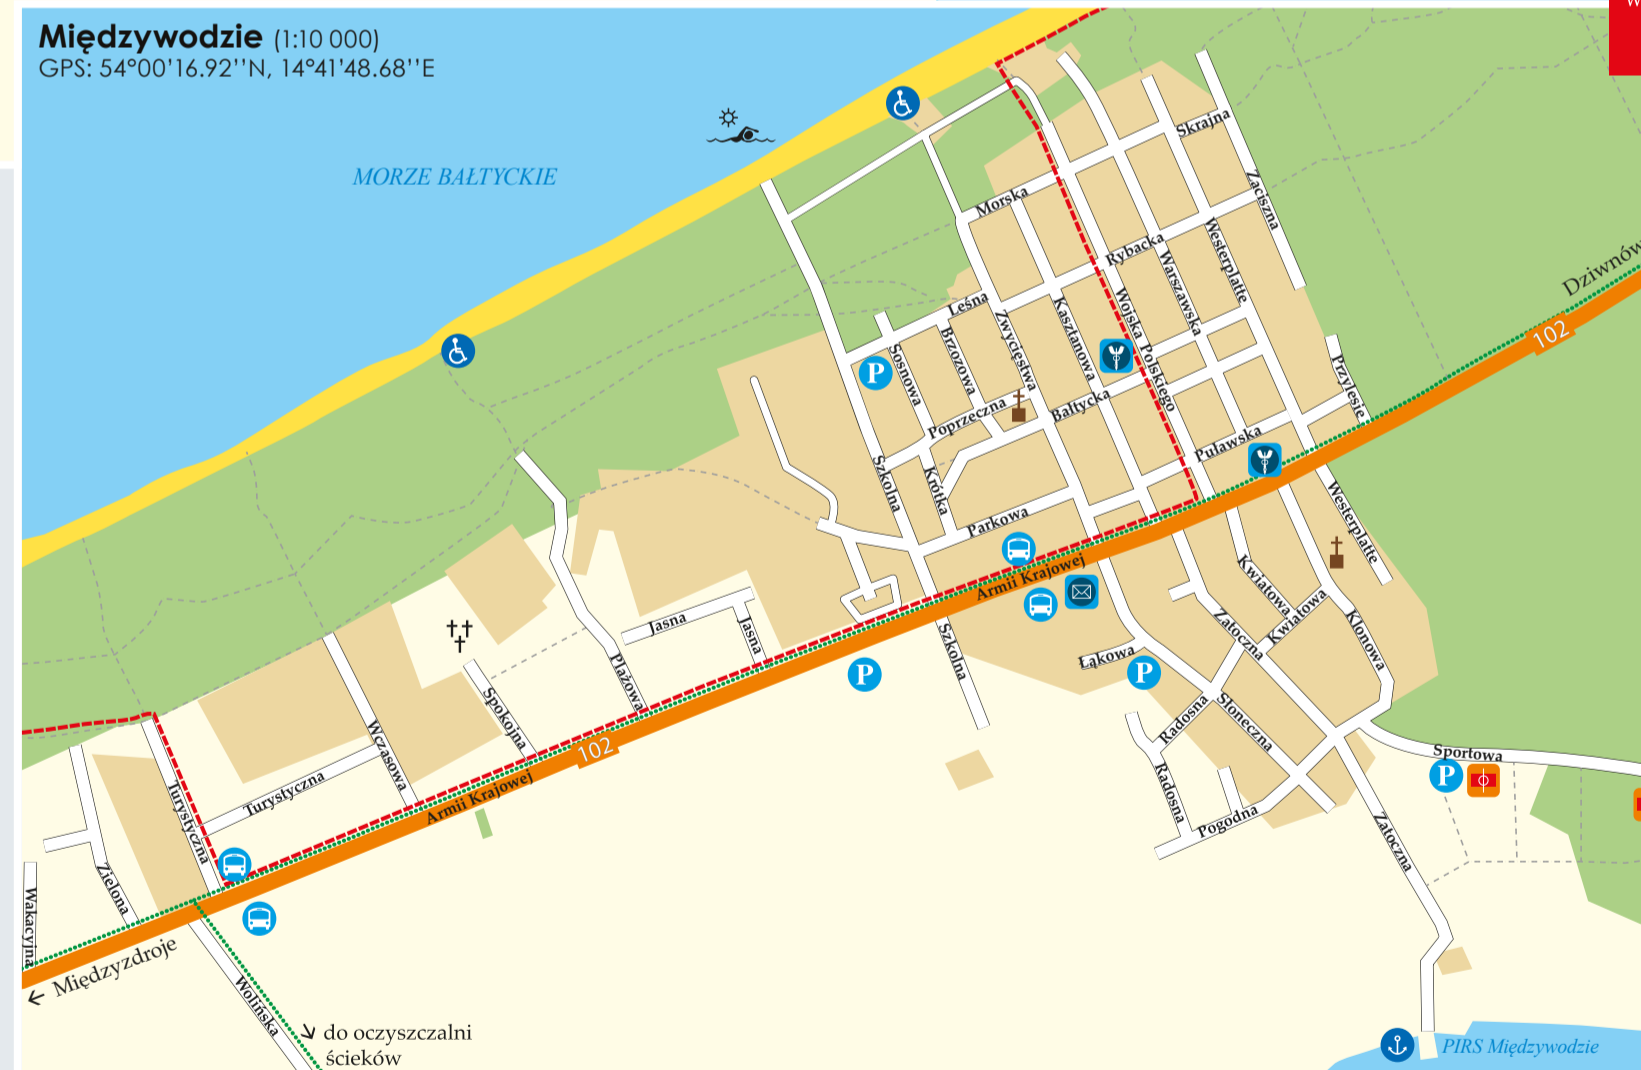 Międzywodzie (1:10 000)
GPS: 54°00'16.92''N, 14°41'48.68''E
MORZE BAŁTYCKIE
Skrajna
Zaciszna
Morska
Rybacka
Westerplatte
Warszawska
Dziwnów
102
Leśna
Zwycięstwa
Kasztanowa
Wojska Polskiego
Sosnowa
Brzozowa
P
Przylesie
Poprzeczna
Bałtycka
Puławska
Szkolna
Krótka
Parkowa
Westerplatte
Armii Krajowej
Kwiatowa
Kwiatowa
Klonowa
Zatoczna
Jasna
Jasna
Szkolna
Łąkowa
P
P
Plażowa
Spokojna
Wczasowa
Radosna
Słoneczna
Radosna
Pogodna
Sportowa
P
Zatoczna
102
Armii Krajowej
Turystyczna
Turystyczna
Zielona
Wakacyjna
← Międzyzdroje
Wolińska
do oczyszczalni
ścieków
PIRS Międzywodzie